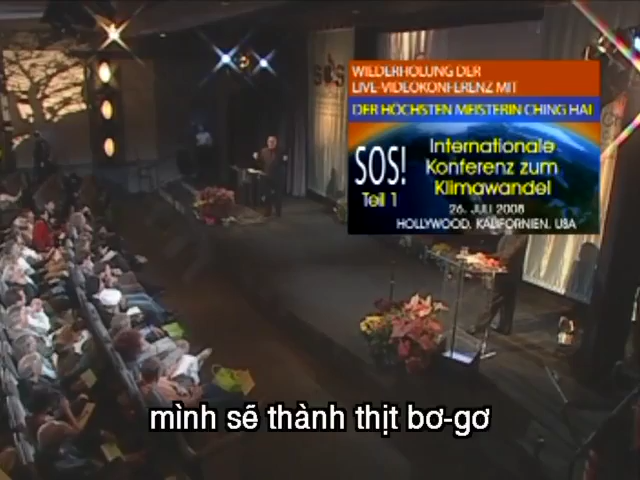 WIEDERHOLUNG DER
LIVE-VIDEOKONFERENZ MIT
DER HÖCHSTEN MEISTERIN CHING HAI
SOS!
Teil 1
Internationale
Konferenz zum
Klimawandel
26. JULI 2008
HOLLYWOOD, KALIFORNIEN, USA
SOS
mình sẽ thành thịt bơ-gơ